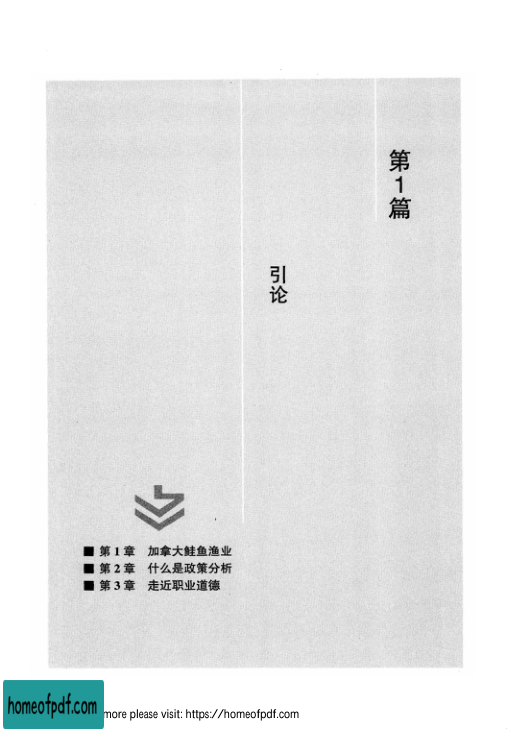 第1篇
引论
■ 第1章 加拿大鲑鱼渔业
■ 第2章 什么是政策分析
■ 第3章 走近职业道德
homeofpdf.com
more please visit: https://homeofpdf.com